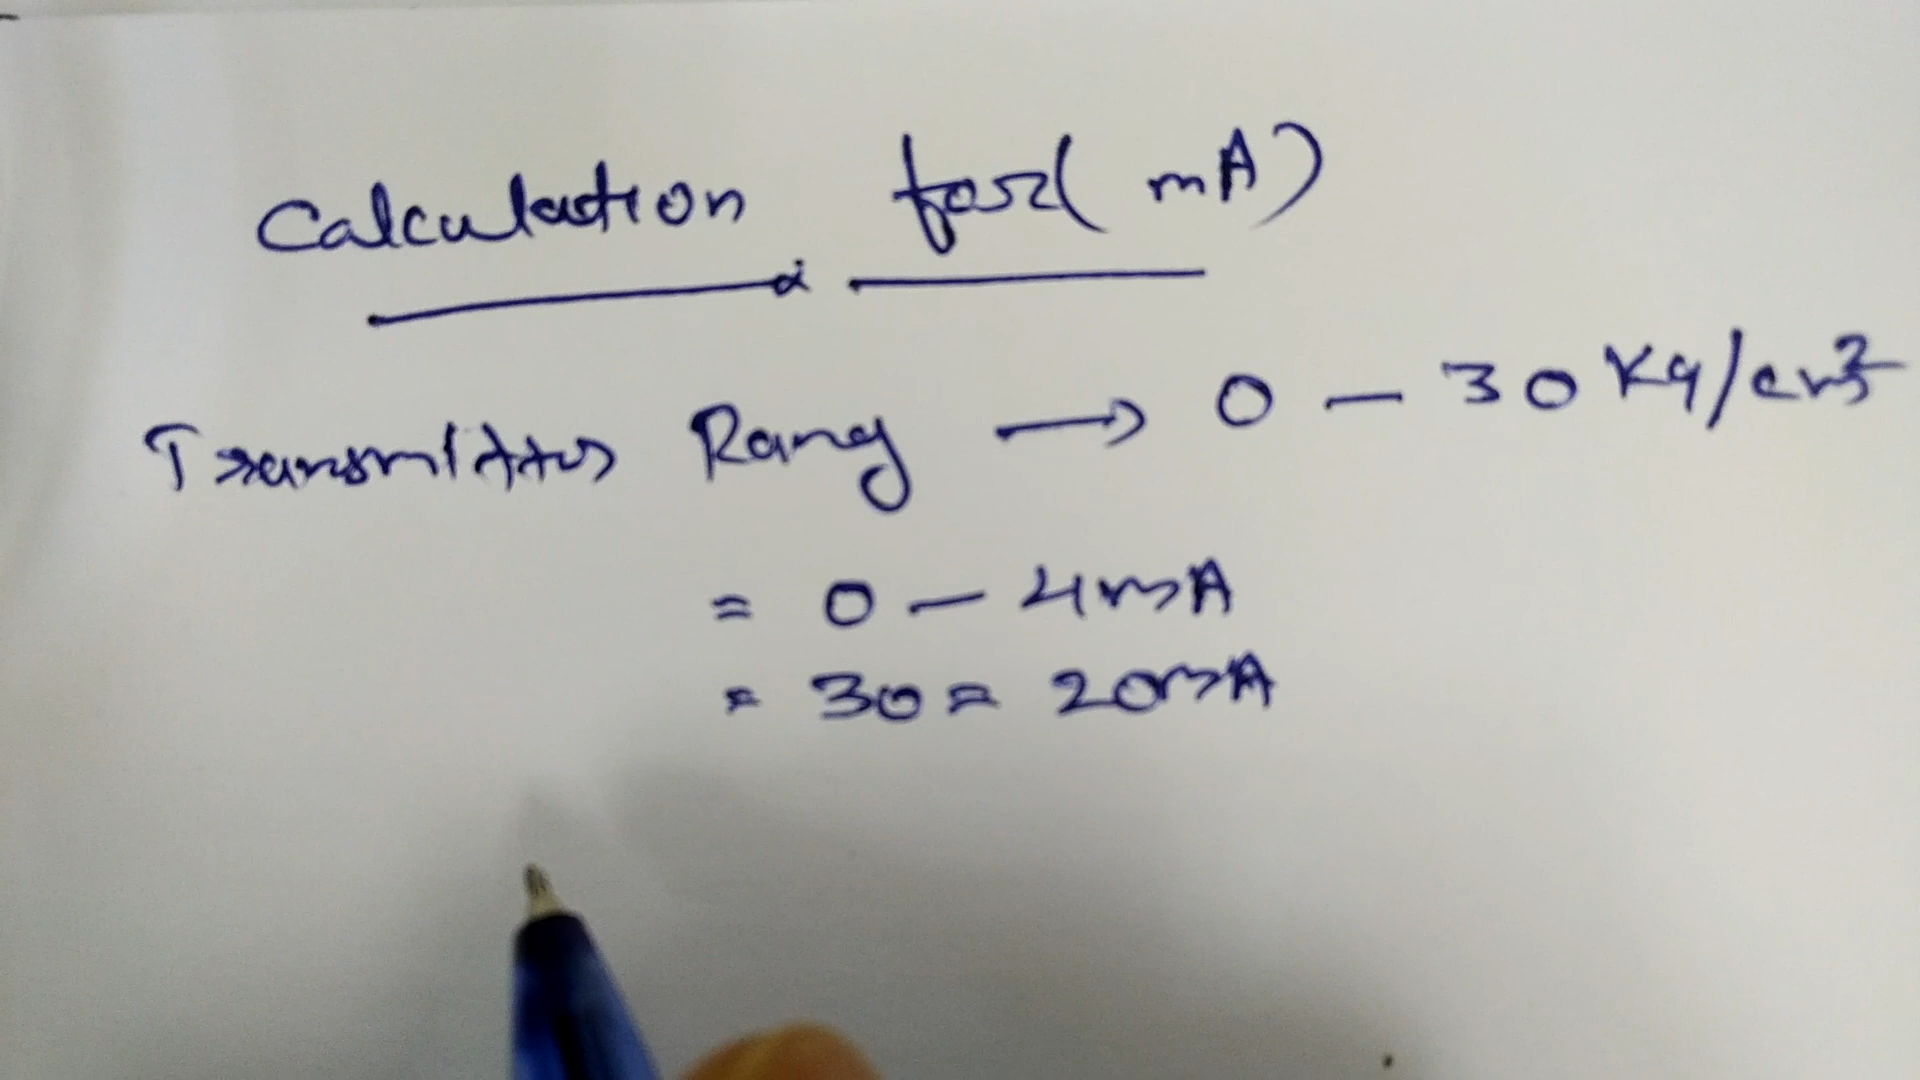 Calculation for (mA)
Transmitter Rang → 0 – 30 Kg/cm²
= 0 – 4mA
= 30 = 20mA